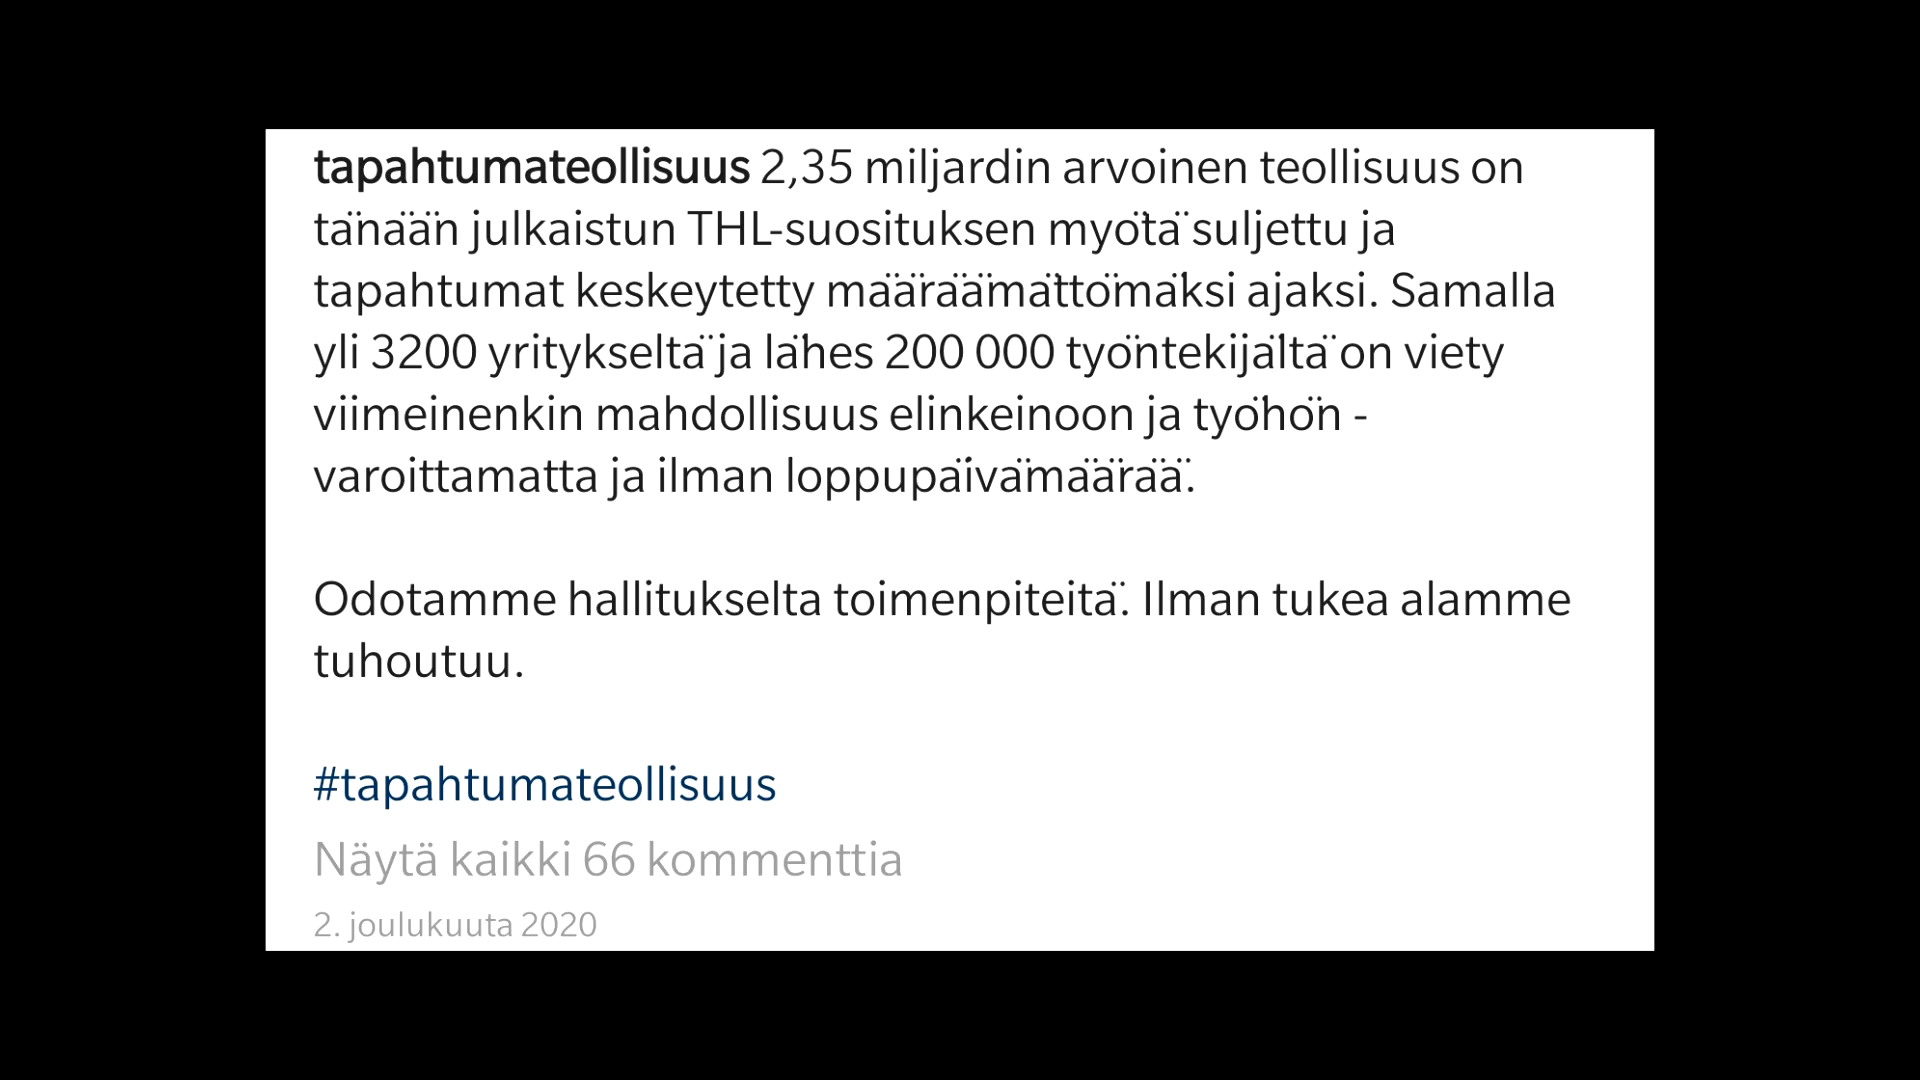 tapahtumateollisuus 2,35 miljardin arvoinen teollisuus on
tänään julkaistun THL-suosituksen myötä suljettu ja
tapahtumat keskeytetty määräämättömäksi ajaksi. Samalla
yli 3200 yritykseltä ja lähes 200 000 työntekijältä on viety
viimeinenkin mahdollisuus elinkeinoon ja työhön -
varoittamatta ja ilman loppupäivämäärää.

Odotamme hallitukselta toimenpiteitä. Ilman tukea alamme
tuhoutuu.

#tapahtumateollisuus
Näytä kaikki 66 kommenttia
2. joulukuuta 2020